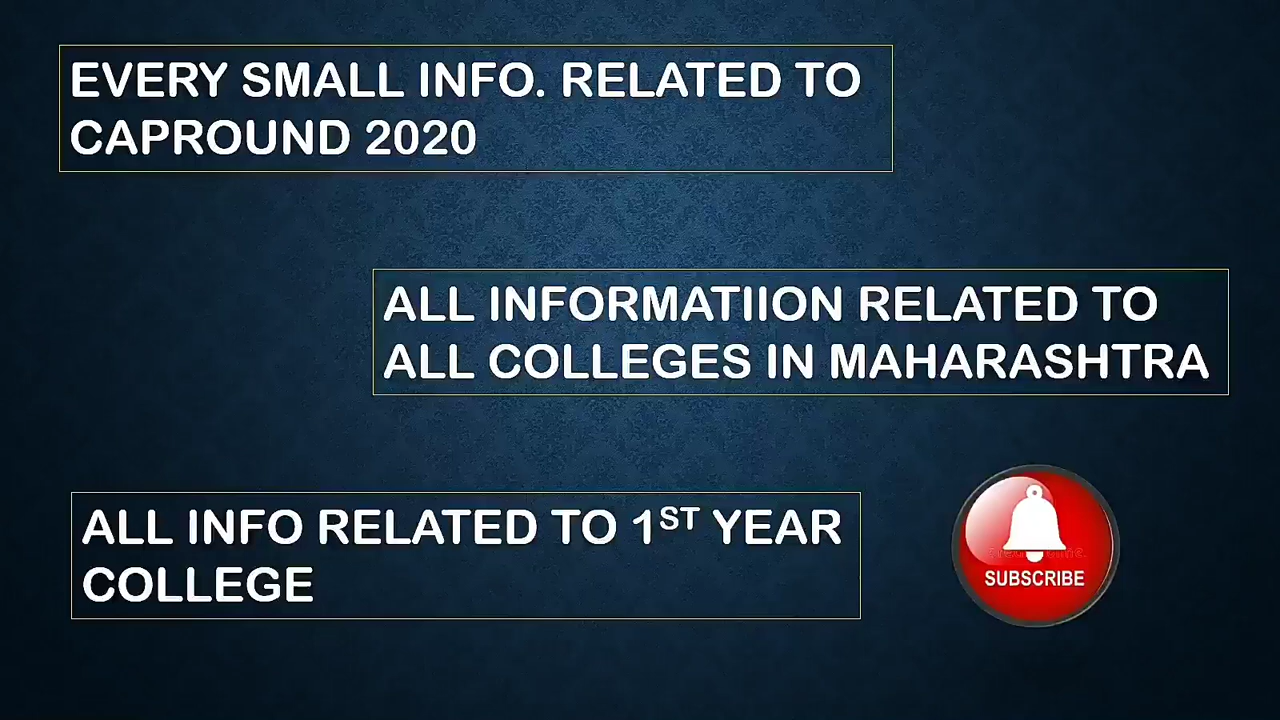 EVERY SMALL INFO. RELATED TO
CAPROUND 2020
ALL INFORMATIION RELATED TO
ALL COLLEGES IN MAHARASHTRA
ALL INFO RELATED TO 1ST YEAR
COLLEGE
SUBSCRIBE